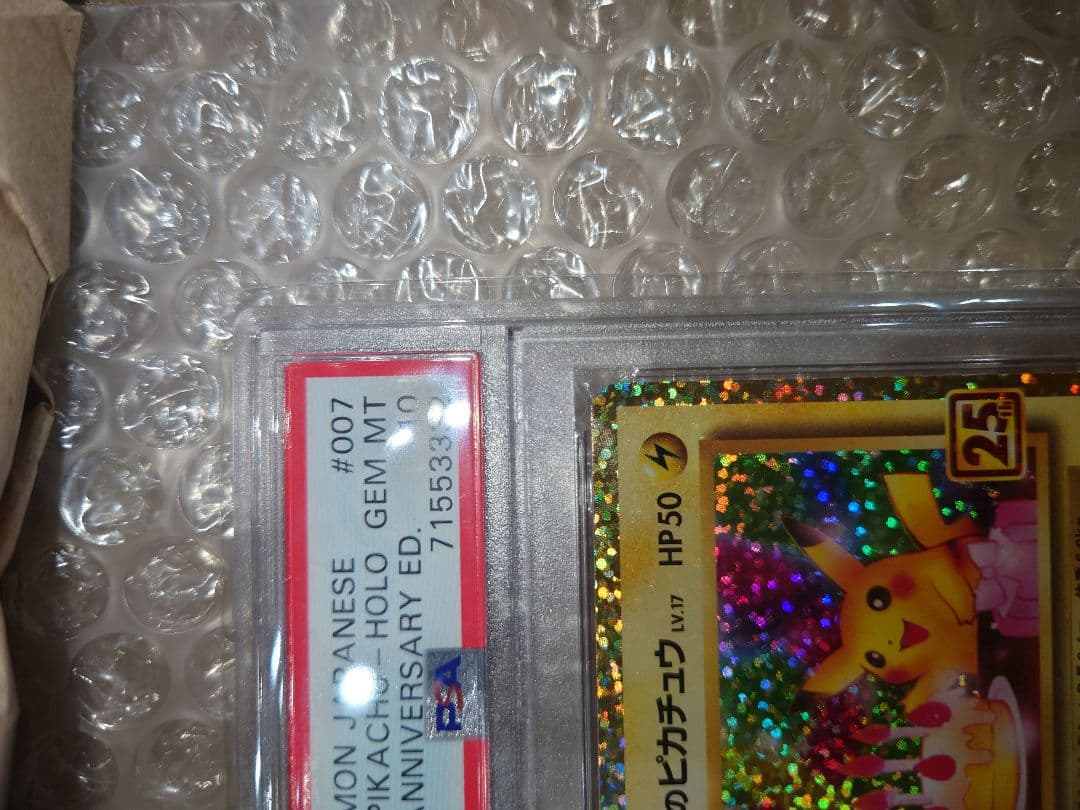 MON JAPANESE #007
PIKACHU-HOLO GEM MT
ANNIVERSARY ED. 10
PSA
のピカチュウ LV.17 HP50
25th